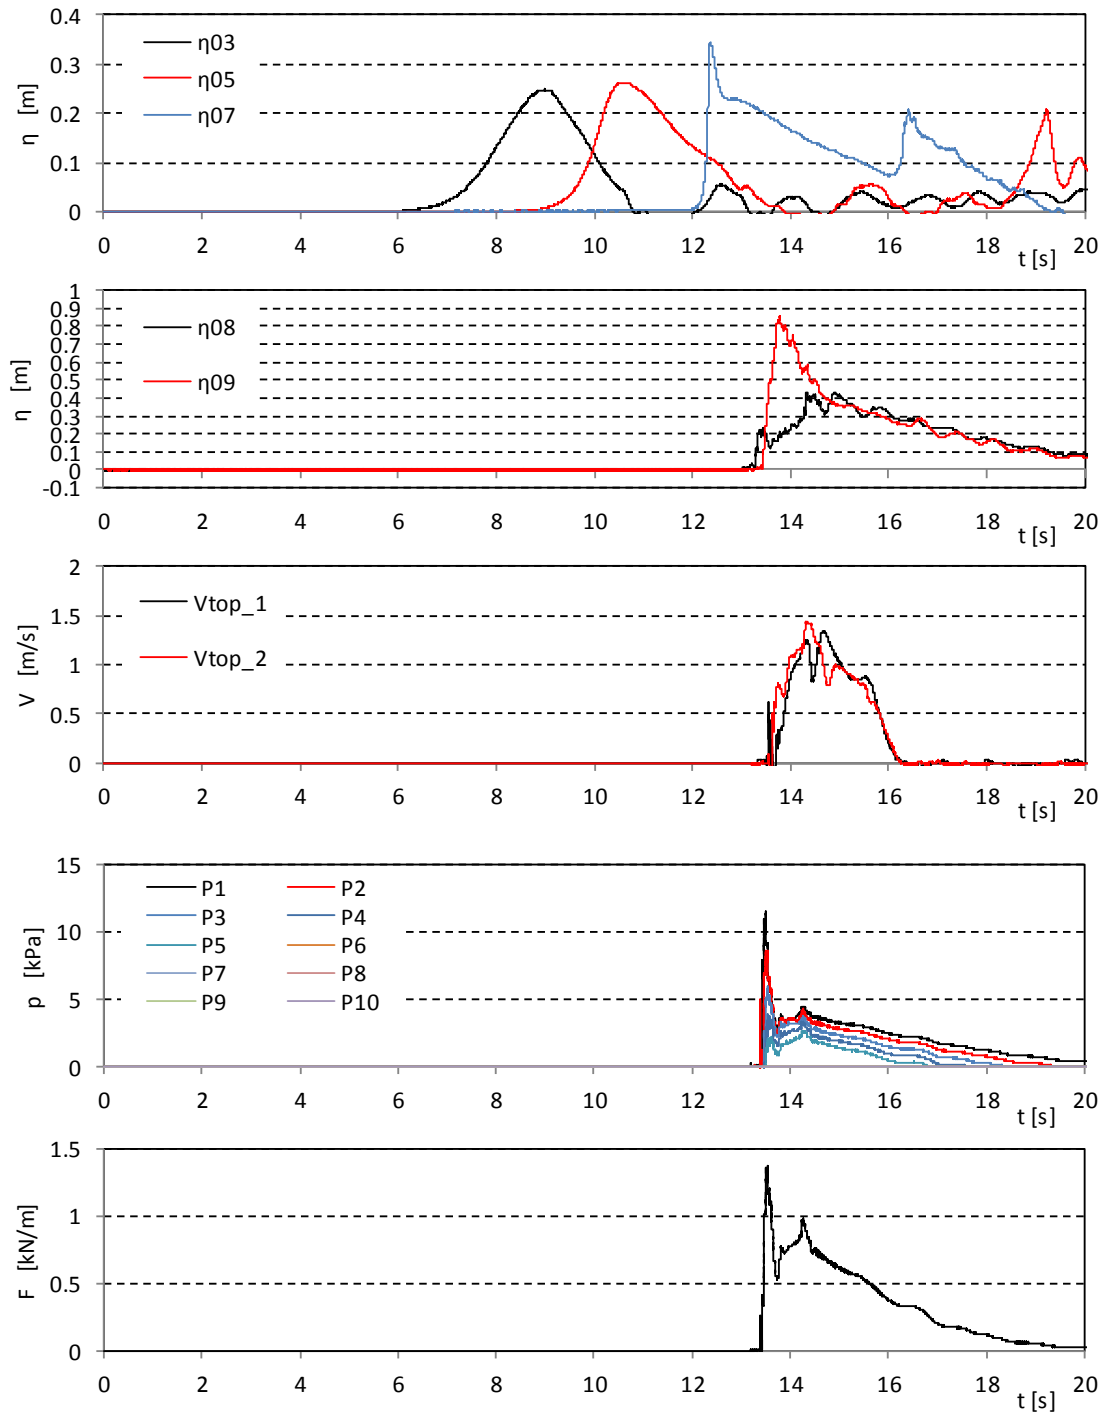 0.4
0.3
0.2
0.1
0
η [m]
η03
η05
η07
0 2 4 6 8 10 12 14 16 18 20
t [s]
1
0.9
0.8
0.7
0.6
0.5
0.4
0.3
0.2
0.1
0
-0.1
η [m]
η08
η09
0 2 4 6 8 10 12 14 16 18 20
t [s]
2
1.5
1
0.5
0
V [m/s]
Vtop_1
Vtop_2
0 2 4 6 8 10 12 14 16 18 20
t [s]
15
10
5
0
p [kPa]
P1 P2
P3 P4
P5 P6
P7 P8
P9 P10
0 2 4 6 8 10 12 14 16 18 20
t [s]
1.5
1
0.5
0
F [kN/m]
0 2 4 6 8 10 12 14 16 18 20
t [s]